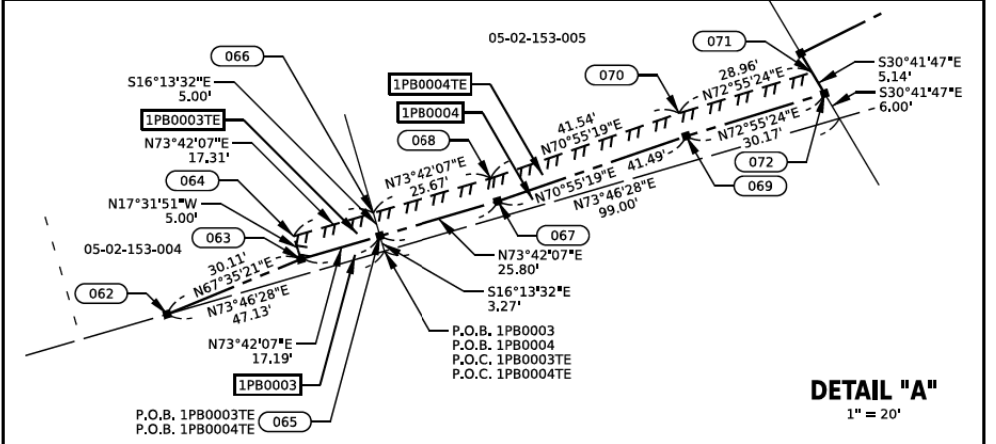 05-02-153-005
071
066
S30°41'47"E
5.14'
S30°41'47"E
6.00'
070
28.96'
N72°55'24"E
S16°13'32"E
5.00'
1PB0004TE
1PB0003TE
1PB0004
41.54'
N70°55'19"E
N72°55'24"E
30.17'
068
N73°42'07"E
17.31'
N73°42'07"E
25.67'
072
064
N70°55'19"E 41.49'
069
N17°31'51"W
5.00'
N73°46'28"E
99.00'
063
067
05-02-153-004
30.11'
N67°35'21"E
N73°42'07"E
25.80'
062
N73°46'28"E
47.13'
S16°13'32"E
3.27'
N73°42'07"E
17.19'
P.O.B. 1PB0003
P.O.B. 1PB0004
P.O.C. 1PB0003TE
P.O.C. 1PB0004TE
1PB0003
P.O.B. 1PB0003TE
P.O.B. 1PB0004TE
065
DETAIL "A"
1" = 20'